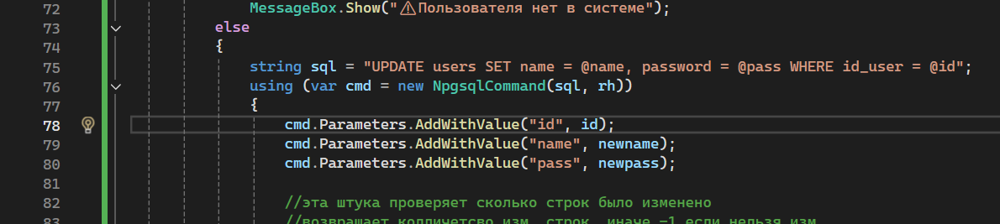 72 MessageBox.Show("⚠Пользователя нет в системе");
73 else
74 {
75 string sql = "UPDATE users SET name = @name, password = @pass WHERE id_user = @id";
76 using (var cmd = new NpgsqlCommand(sql, rh))
77 {
78 cmd.Parameters.AddWithValue("id", id);
79 cmd.Parameters.AddWithValue("name", newname);
80 cmd.Parameters.AddWithValue("pass", newpass);
81
82 //эта штука проверяет сколько строк было изменено
83 //возвращает колличетсво изм. строк, иначе -1 если нельзя изм